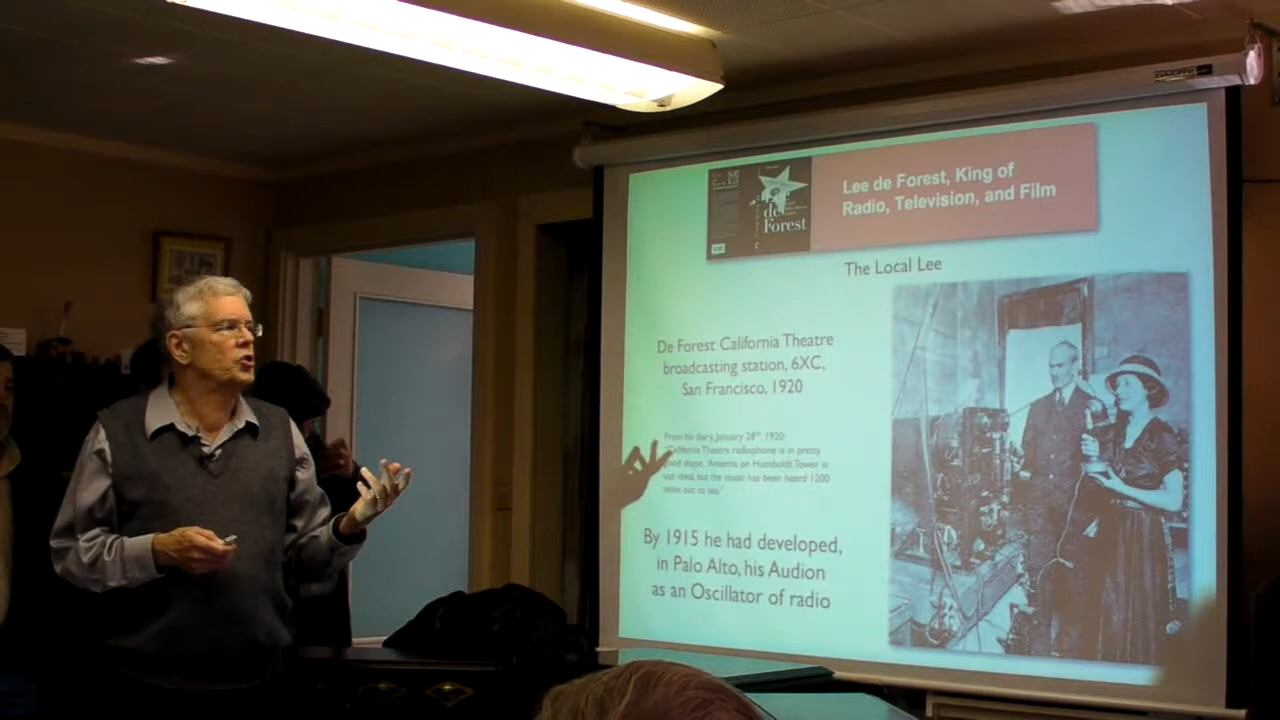 Lee de Forest, King of
Radio, Television, and Film
de
Forest
The Local Lee
De Forest California Theatre
broadcasting station, 6XC,
San Francisco, 1920
From his diary, January 28th, 1920:
"California Theatre radiophone is in pretty
good shape. Antenna on Humboldt Tower is
not ideal, but the music has been heard 1200
miles out to sea."
By 1915 he had developed,
in Palo Alto, his Audion
as an Oscillator of radio